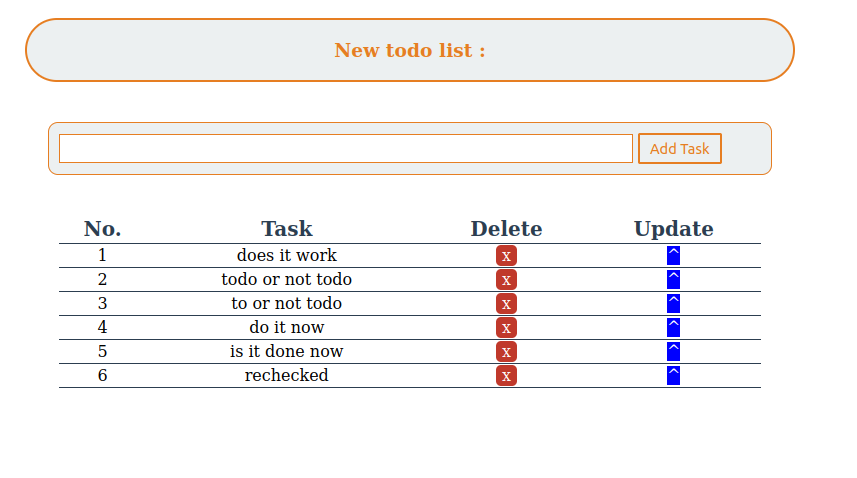 New todo list :
Add Task
No. Task Delete Update
1 does it work x ^
2 todo or not todo x ^
3 to or not todo x ^
4 do it now x ^
5 is it done now x ^
6 rechecked x ^